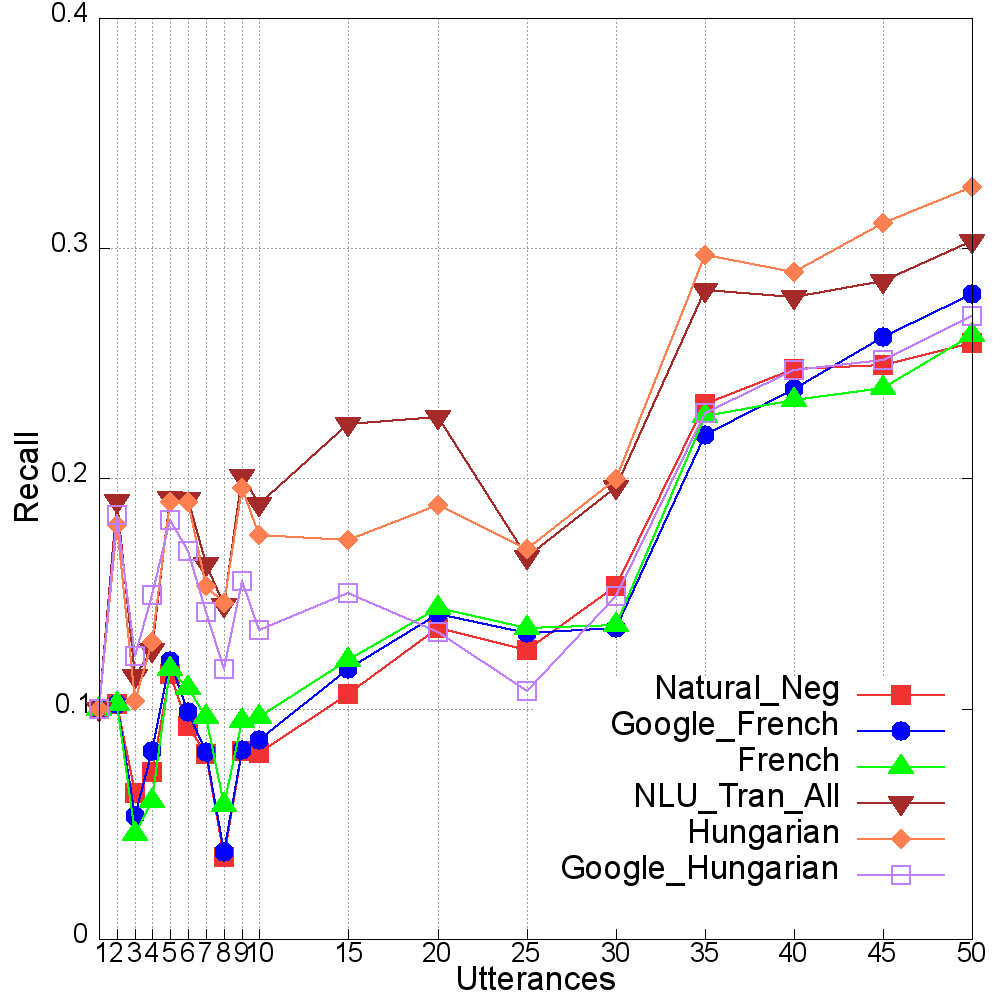 0.4
0.3
0.2
0.1
0
Recall
Natural_Neg
Google_French
French
NLU_Tran_All
Hungarian
Google_Hungarian
1 2 3 4 5 6 7 8 9 10 15 20 25 30 35 40 45 50
Utterances